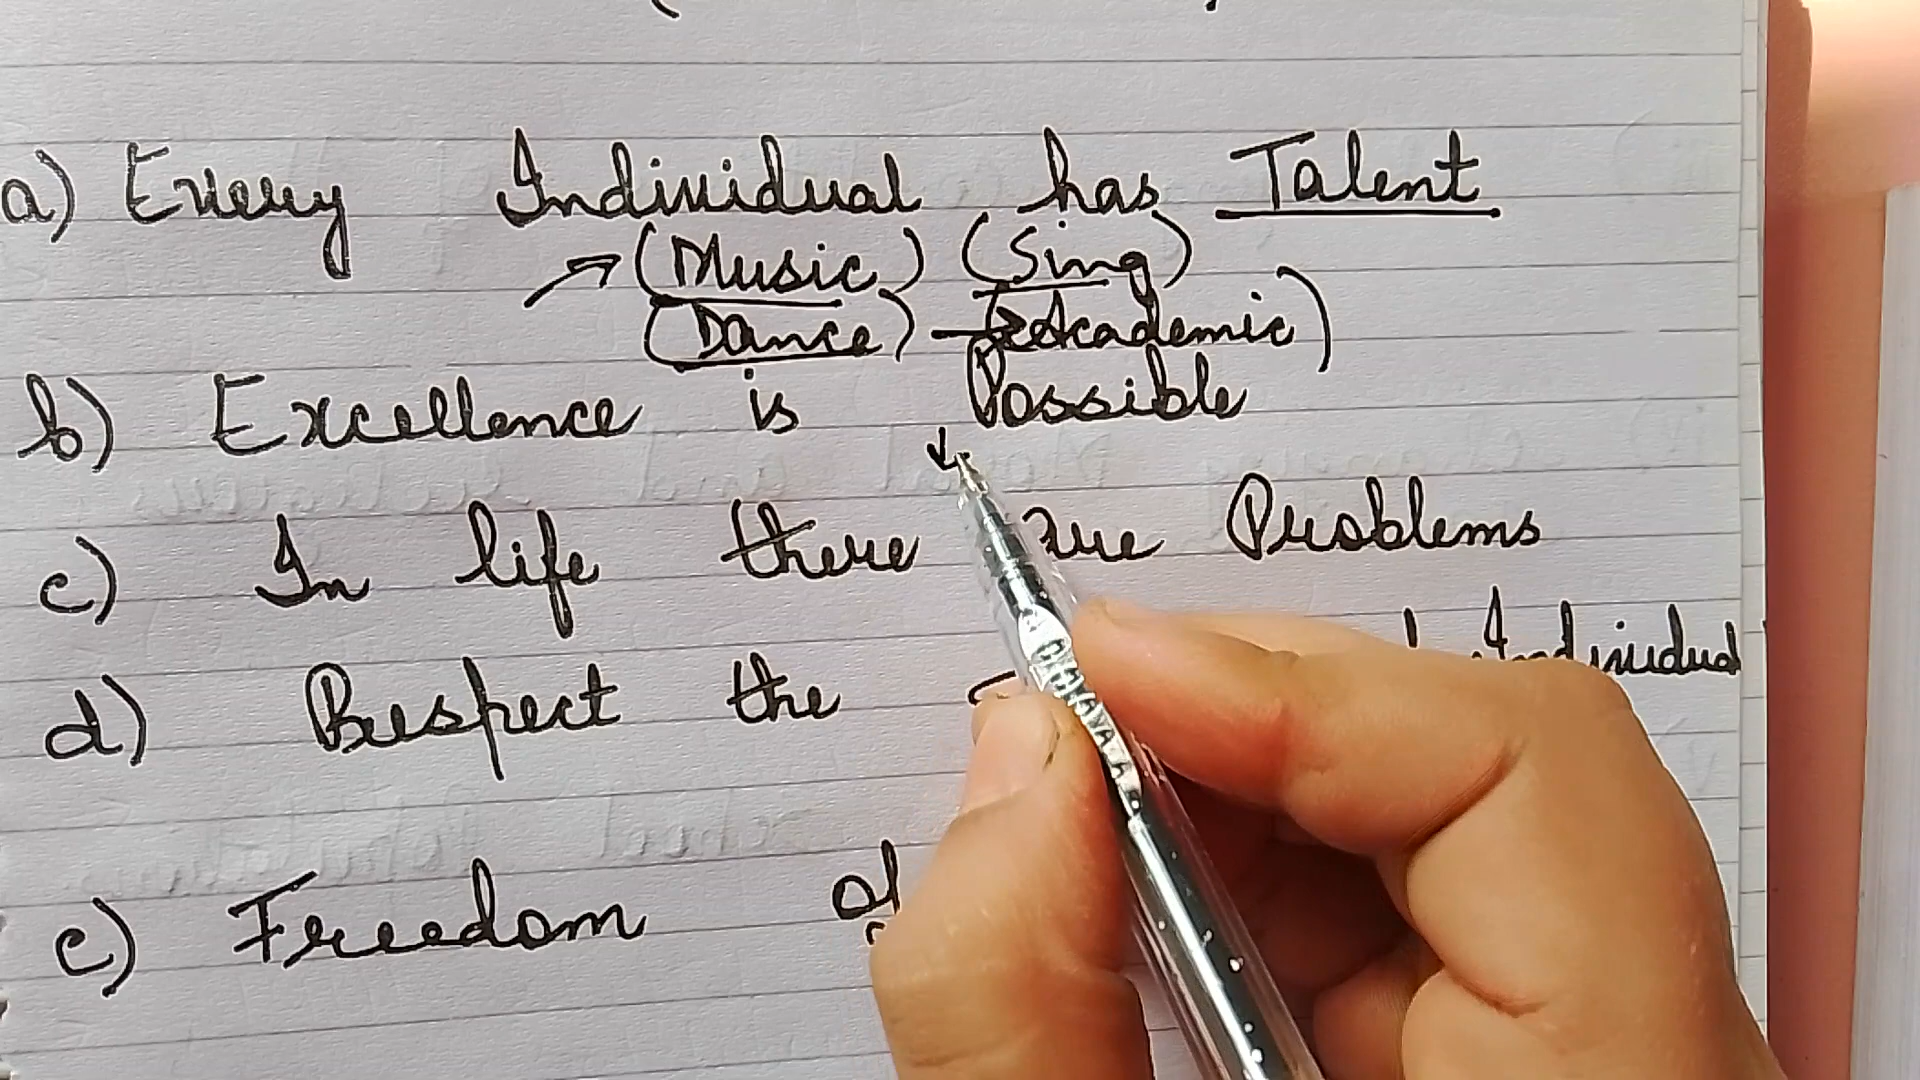 a) Every Individual has Talent
→ (Music) (Sing)
(Dance) → (Academic)
b) Excellence is Possible
↓
c) In life there are Problems
d) Respect the Individual
e) Freedom of